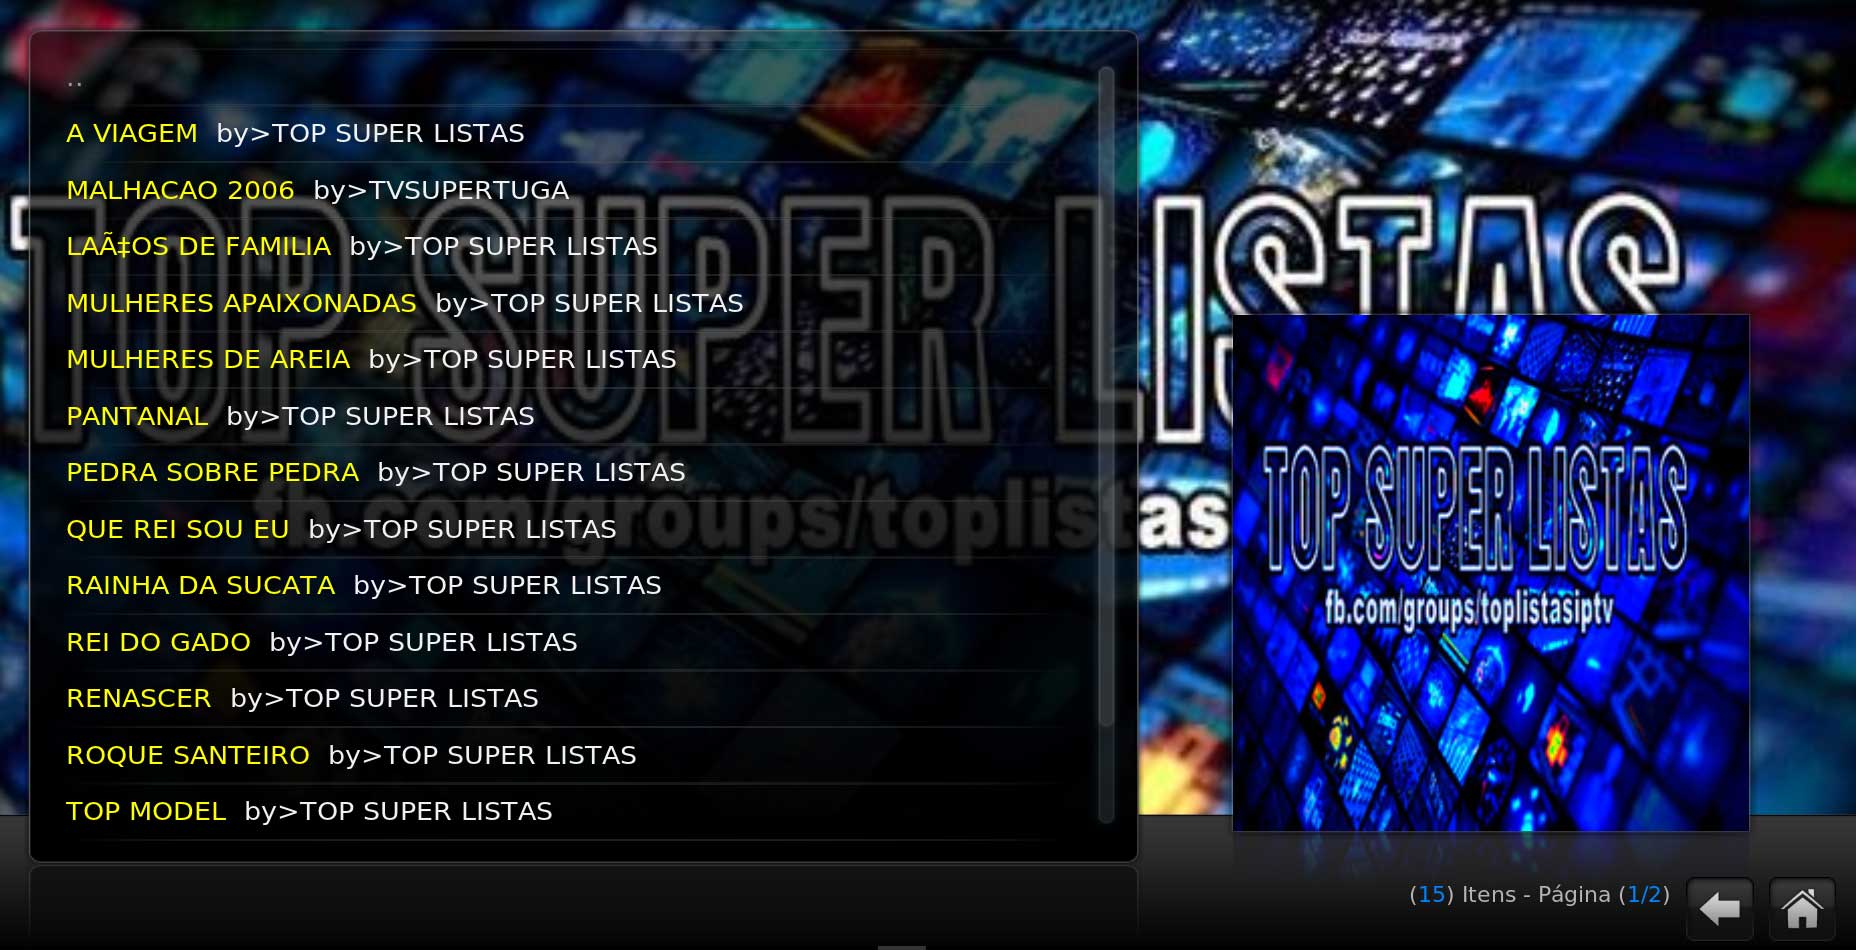 ..
A VIAGEM by>TOP SUPER LISTAS
MALHACAO 2006 by>TVSUPERTUGA
LAÃ‡OS DE FAMILIA by>TOP SUPER LISTAS
MULHERES APAIXONADAS by>TOP SUPER LISTAS
MULHERES DE AREIA by>TOP SUPER LISTAS
PANTANAL by>TOP SUPER LISTAS
PEDRA SOBRE PEDRA by>TOP SUPER LISTAS
QUE REI SOU EU by>TOP SUPER LISTAS
RAINHA DA SUCATA by>TOP SUPER LISTAS
REI DO GADO by>TOP SUPER LISTAS
RENASCER by>TOP SUPER LISTAS
ROQUE SANTEIRO by>TOP SUPER LISTAS
TOP MODEL by>TOP SUPER LISTAS
TOP SUPER LISTAS
fb.com/groups/toplistas
TOP SUPER LISTAS
fb.com/groups/toplistasiptv
(15) Itens - Página (1/2)